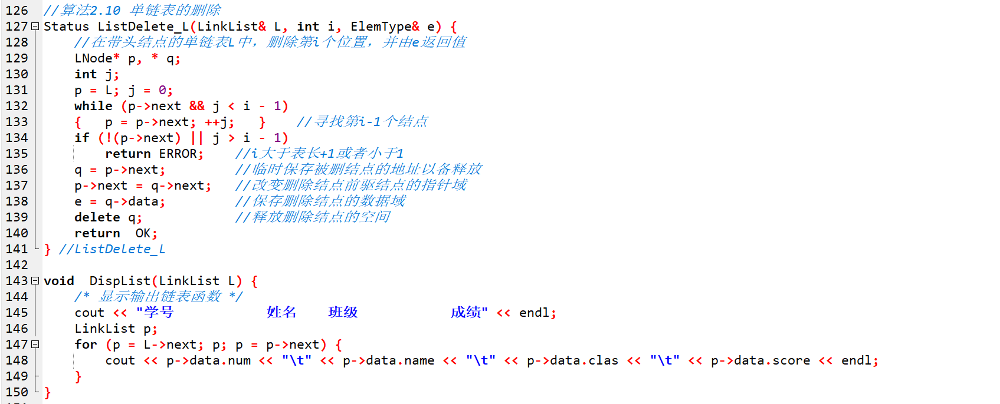 126 //算法2.10 单链表的删除
127 Status ListDelete_L(LinkList& L, int i, ElemType& e) {
128     //在带头结点的单链表L中，删除第i个位置，并由e返回值
129     LNode* p, * q;
130     int j;
131     p = L; j = 0;
132     while (p->next && j < i - 1)
133     {   p = p->next; ++j;   }    //寻找第i-1个结点
134     if (!(p->next) || j > i - 1)
135         return ERROR;    //i大于表长+1或者小于1
136     q = p->next;         //临时保存被删结点的地址以备释放
137     p->next = q->next;   //改变删除结点前驱结点的指针域
138     e = q->data;         //保存删除结点的数据域
139     delete q;            //释放删除结点的空间
140     return  OK;
141 } //ListDelete_L
142
143 void  DispList(LinkList L) {
144     /* 显示输出链表函数 */
145     cout << "学号            姓名    班级            成绩" << endl;
146     LinkList p;
147     for (p = L->next; p; p = p->next) {
148         cout << p->data.num << "\t" << p->data.name << "\t" << p->data.clas << "\t" << p->data.score << endl;
149     }
150 }